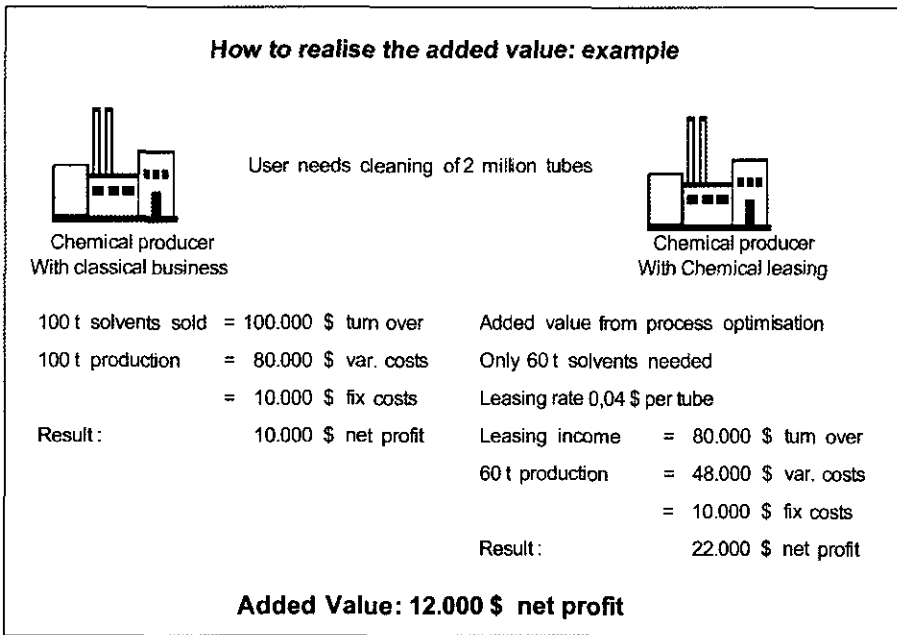 How to realise the added value: example
User needs cleaning of 2 million tubes
Chemical producer
With classical business
Chemical producer
With Chemical leasing
100 t solvents sold = 100.000 $ turn over
100 t production = 80.000 $ var. costs
= 10.000 $ fix costs
Result: 10.000 $ net profit
Added value from process optimisation
Only 60 t solvents needed
Leasing rate 0,04 $ per tube
Leasing income = 80.000 $ turn over
60 t production = 48.000 $ var. costs
= 10.000 $ fix costs
Result: 22.000 $ net profit
Added Value: 12.000 $ net profit